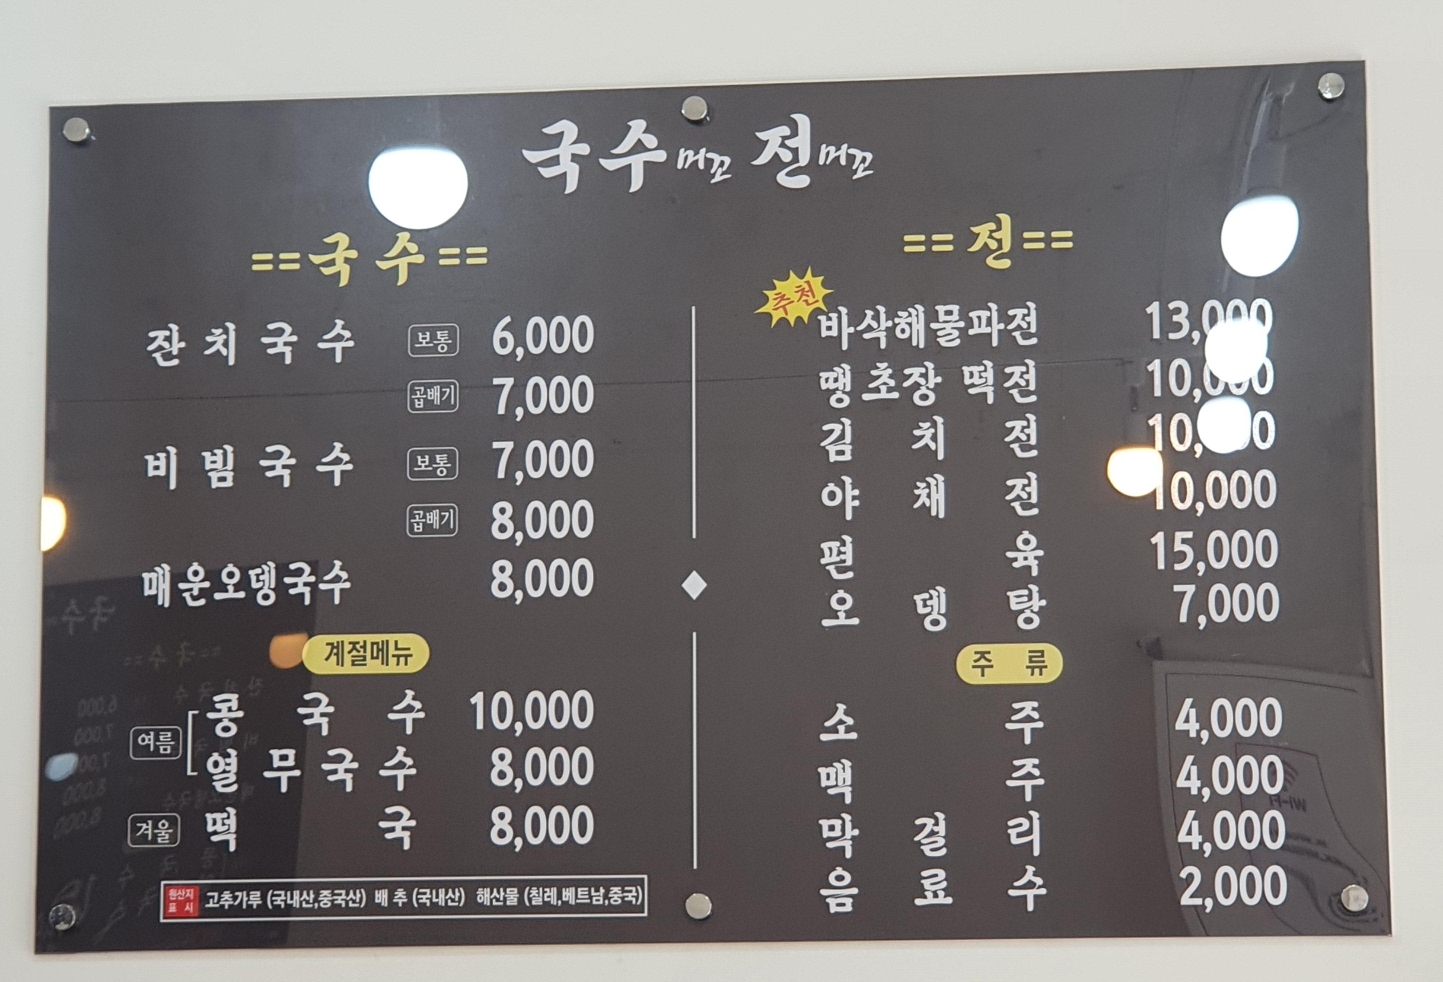 국수 머꼬 전 머꼬
==국수==
잔치국수 보통 6,000
곱배기 7,000
비빔국수 보통 7,000
곱배기 8,000
매운오뎅국수 8,000
계절메뉴
여름 콩국수 10,000
열무국수 8,000
겨울 떡국 8,000
원산지 표시 고추가루 (국내산,중국산) 배추 (국내산) 해산물 (칠레,베트남,중국)
==전==
추천
바삭해물파전 13,000
땡초장떡전 10,000
김치전 10,000
야채전 10,000
편육 15,000
오뎅탕 7,000
주류
소주 4,000
맥주 4,000
막걸리 4,000
음료수 2,000